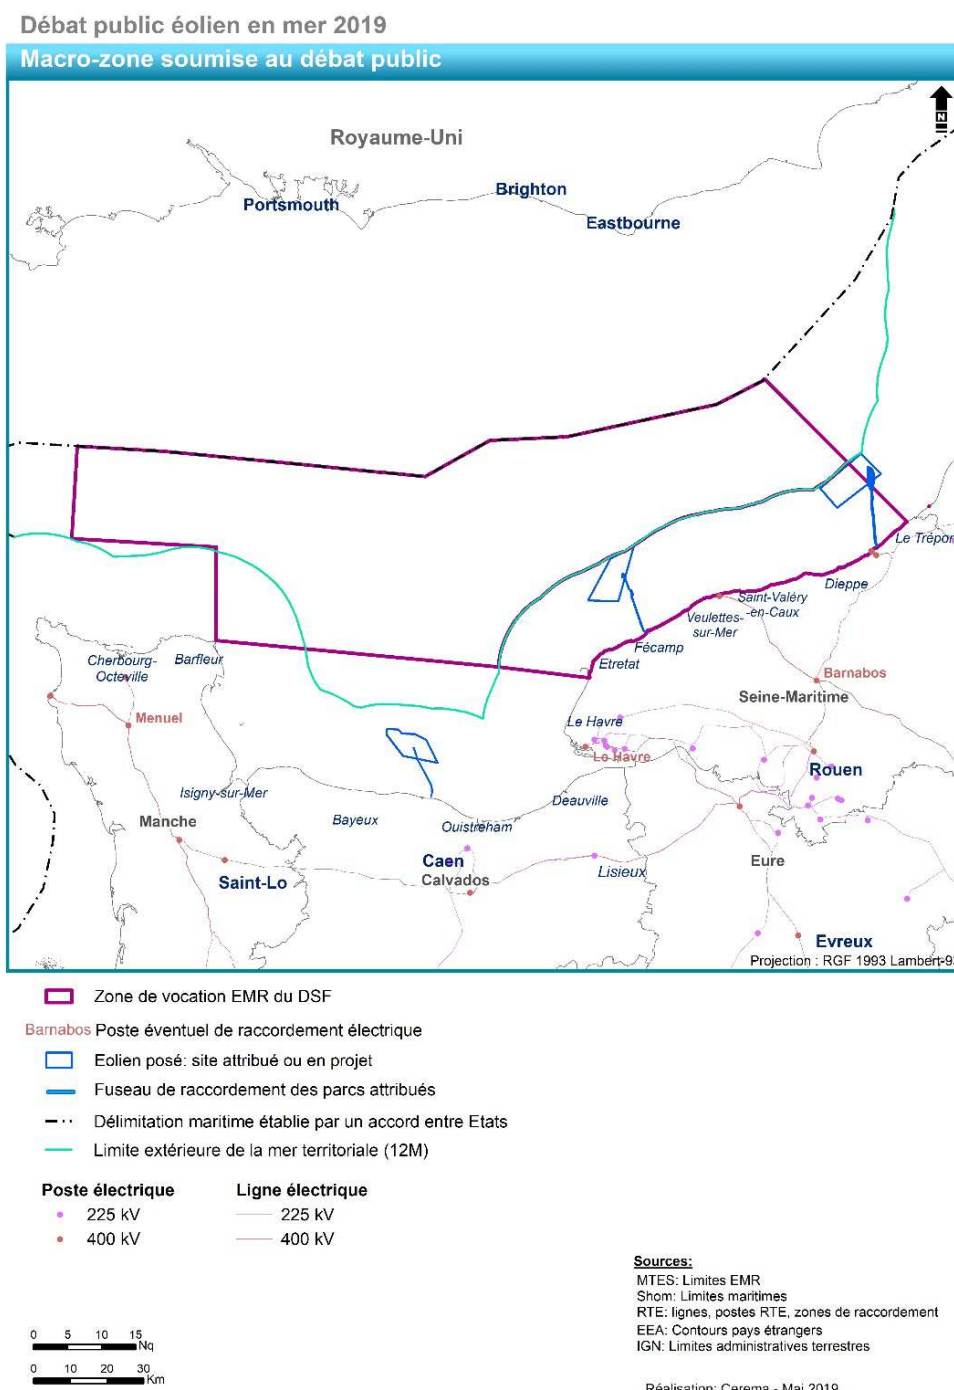 Débat public éolien en mer 2019
Macro-zone soumise au débat public
N
Royaume-Uni
Portsmouth
Brighton
Eastbourne
Le Trépor
Dieppe
Saint-Valéry
-en-Caux
Veulettes-
sur-Mer
Fécamp
Etretat
Cherbourg-
Octeville
Barfleur
Barnabos
Seine-Maritime
Menuel
Le Havre
Le Havre
Rouen
Isigny-sur-Mer
Deauville
Manche
Bayeux
Ouistreham
Caen
Calvados
Saint-Lo
Lisieux
Eure
Evreux
Projection : RGF 1993 Lambert-93
Zone de vocation EMR du DSF
Barnabos Poste éventuel de raccordement électrique
Eolien posé: site attribué ou en projet
Fuseau de raccordement des parcs attribués
Délimitation maritime établie par un accord entre Etats
Limite extérieure de la mer territoriale (12M)
Poste électrique Ligne électrique
225 kV 225 kV
400 kV 400 kV
Sources:
MTES: Limites EMR
Shom: Limites maritimes
RTE: lignes, postes RTE, zones de raccordement
EEA: Contours pays étrangers
IGN: Limites administratives terrestres
0 5 10 15
Nq
0 10 20 30
Km
Réalisation: Cerema - Mai 2019